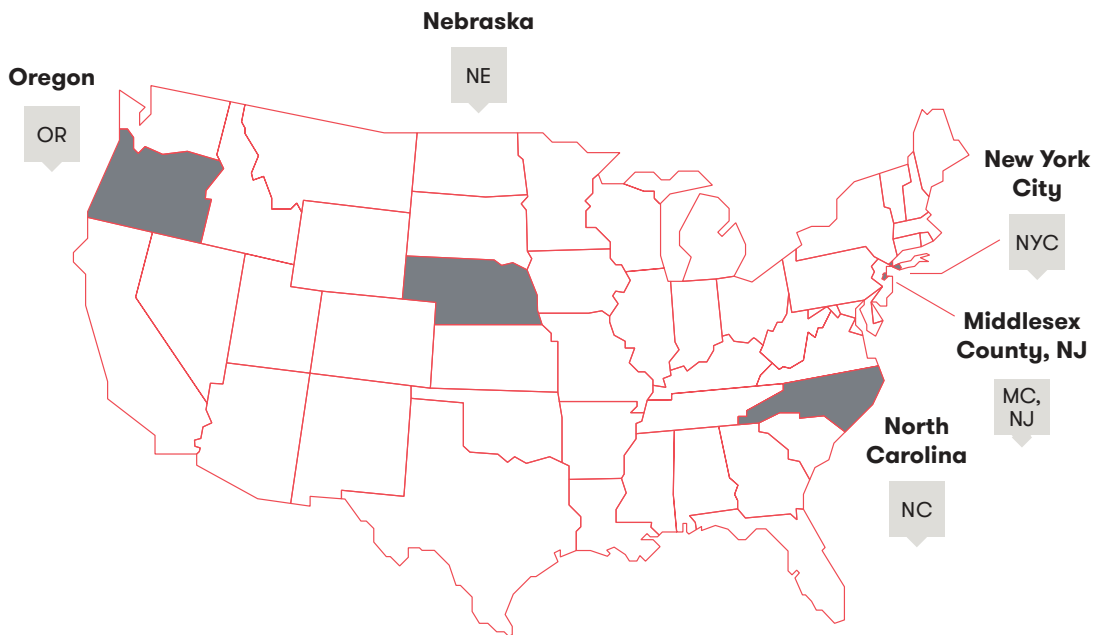 Nebraska
NE
Oregon
OR
New York
City
NYC
Middlesex
County, NJ
MC,
NJ
North
Carolina
NC